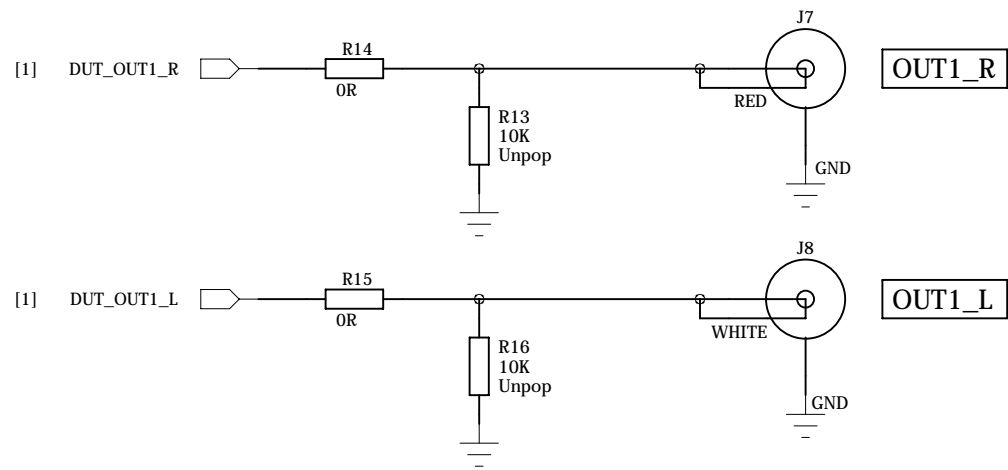 J7
R14
[1] DUT_OUT1_R
OUT1_R
0R
RED
R13
10K
Unpop
GND
J8
R15
[1] DUT_OUT1_L
OUT1_L
0R
WHITE
R16
10K
Unpop
GND